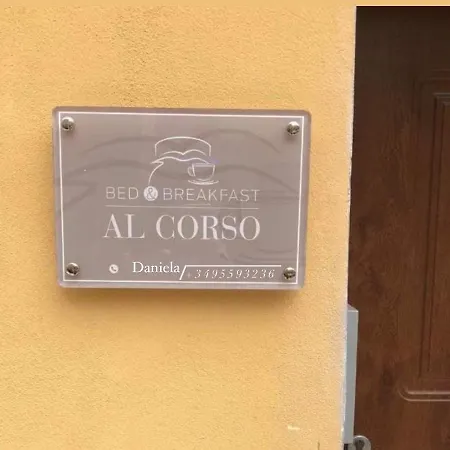 BED & BREAKFAST
AL CORSO
Daniela / 3495593236